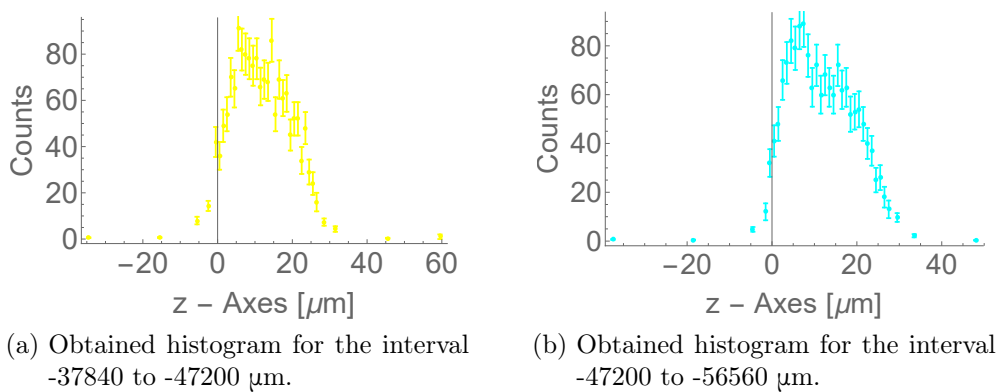 80
60
40
20
0
Counts
−20
0
20
40
60
z − Axes [μm]
80
60
40
20
0
Counts
−20
0
20
40
z − Axes [μm]
(a) Obtained histogram for the interval
-37840 to -47200 μm.
(b) Obtained histogram for the interval
-47200 to -56560 μm.